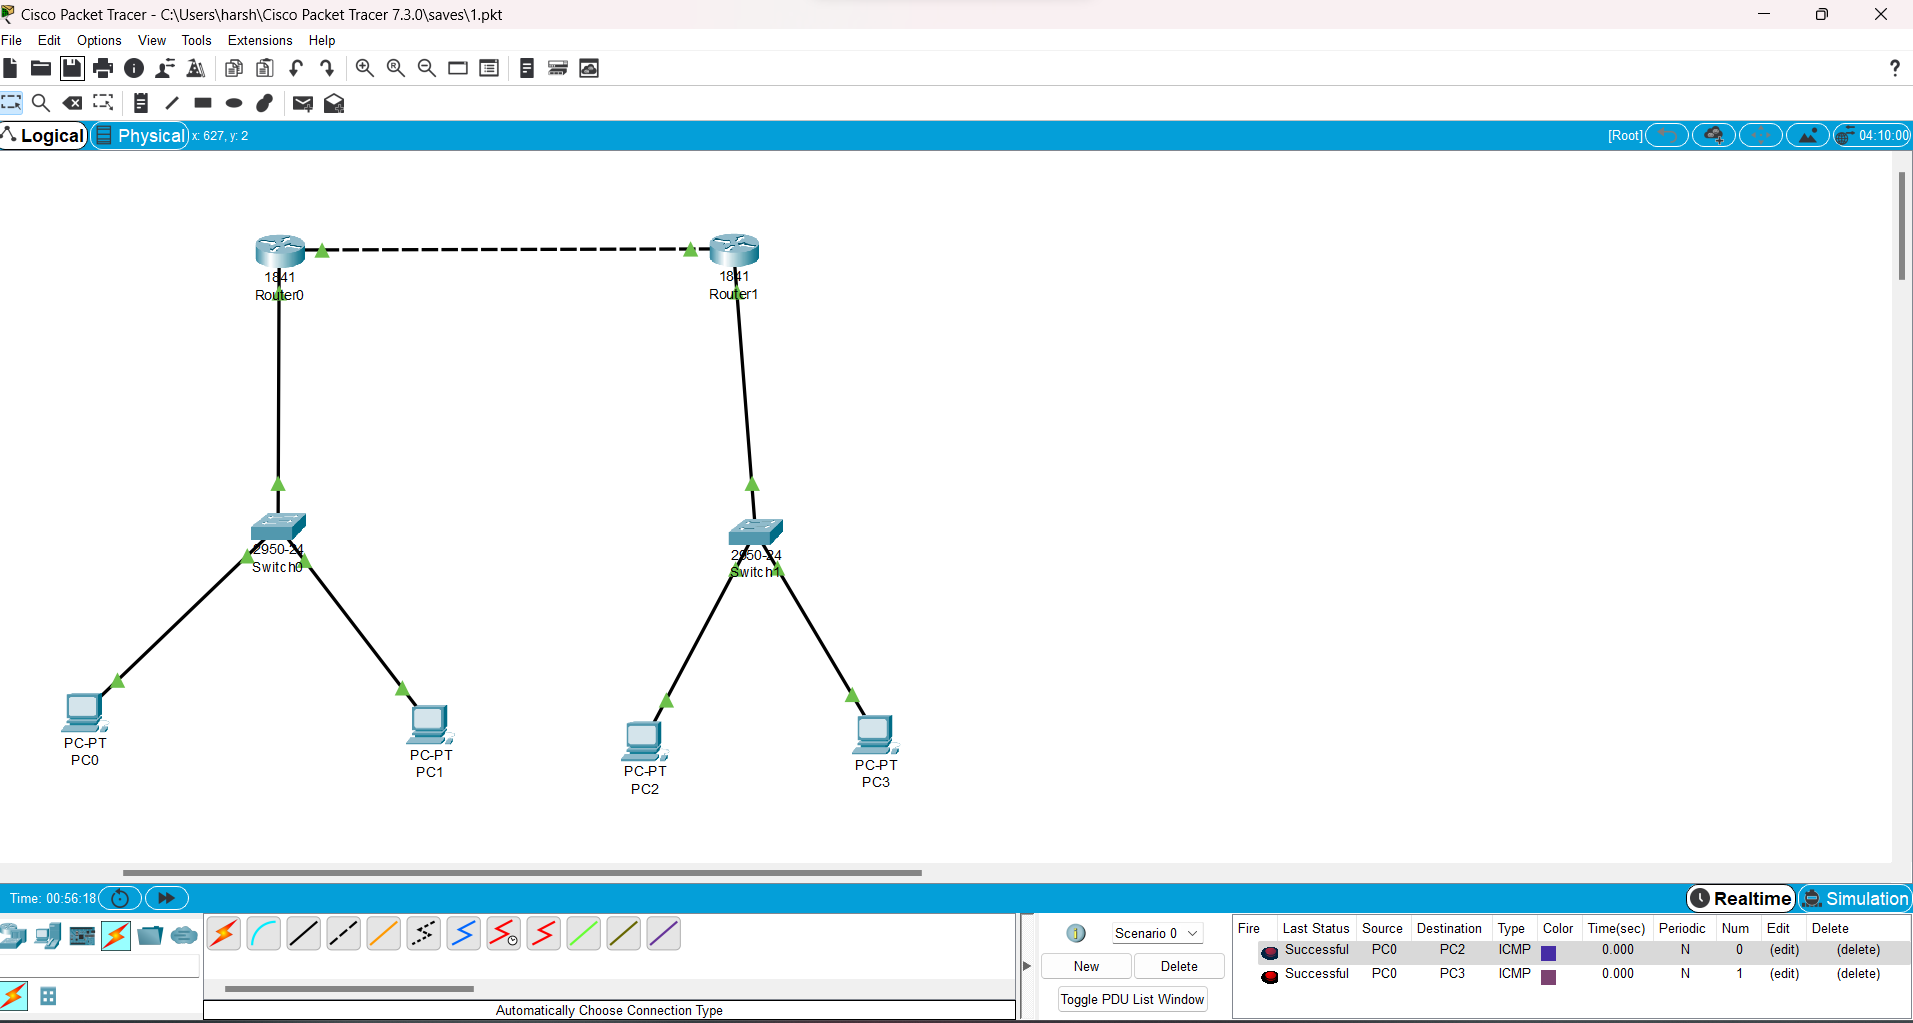 Cisco Packet Tracer - C:\Users\harsh\Cisco Packet Tracer 7.3.0\saves\1.pkt
File Edit Options View Tools Extensions Help
?
Logical Physical x: 627, y: 2 [Root] 04:10:00
1841 1841
Router0 Router1
2950-24 2950-24
Switch0 Switch1
PC-PT PC-PT PC-PT PC-PT
PC0 PC1 PC2 PC3
Time: 00:56:18 Realtime Simulation
Scenario 0
New Delete
Toggle PDU List Window
Fire Last Status Source Destination Type Color Time(sec) Periodic Num Edit Delete
Successful PC0 PC2 ICMP 0.000 N 0 (edit) (delete)
Successful PC0 PC3 ICMP 0.000 N 1 (edit) (delete)
Automatically Choose Connection Type